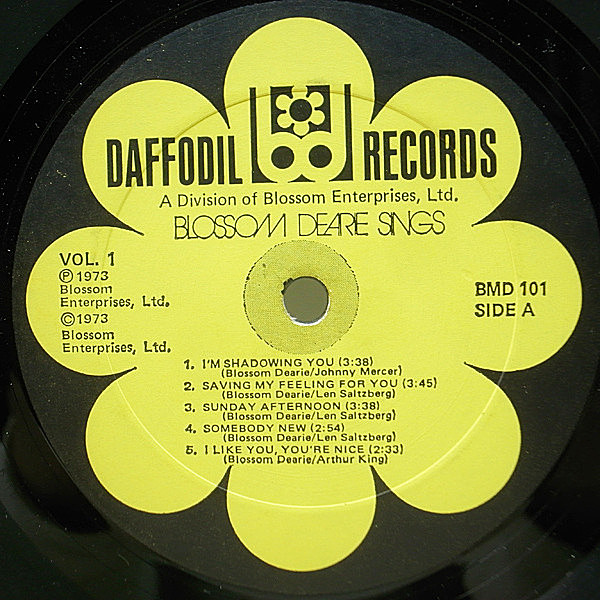 DAFFODIL RECORDS
A Division of Blossom Enterprises, Ltd.
BLOSSOM DEARIE SINGS
VOL. 1
℗ 1973
Blossom
Enterprises, Ltd.
© 1973
Blossom
Enterprises, Ltd.
BMD 101
SIDE A
1. I'M SHADOWING YOU (3:38)
(Blossom Dearie/Johnny Mercer)
2. SAVING MY FEELING FOR YOU (3:45)
(Blossom Dearie/Len Saltzberg)
3. SUNDAY AFTERNOON (3:38)
(Blossom Dearie/Len Saltzberg)
4. SOMEBODY NEW (2:54)
(Blossom Dearie/Len Saltzberg)
5. I LIKE YOU, YOU'RE NICE (2:33)
(Blossom Dearie/Arthur King)